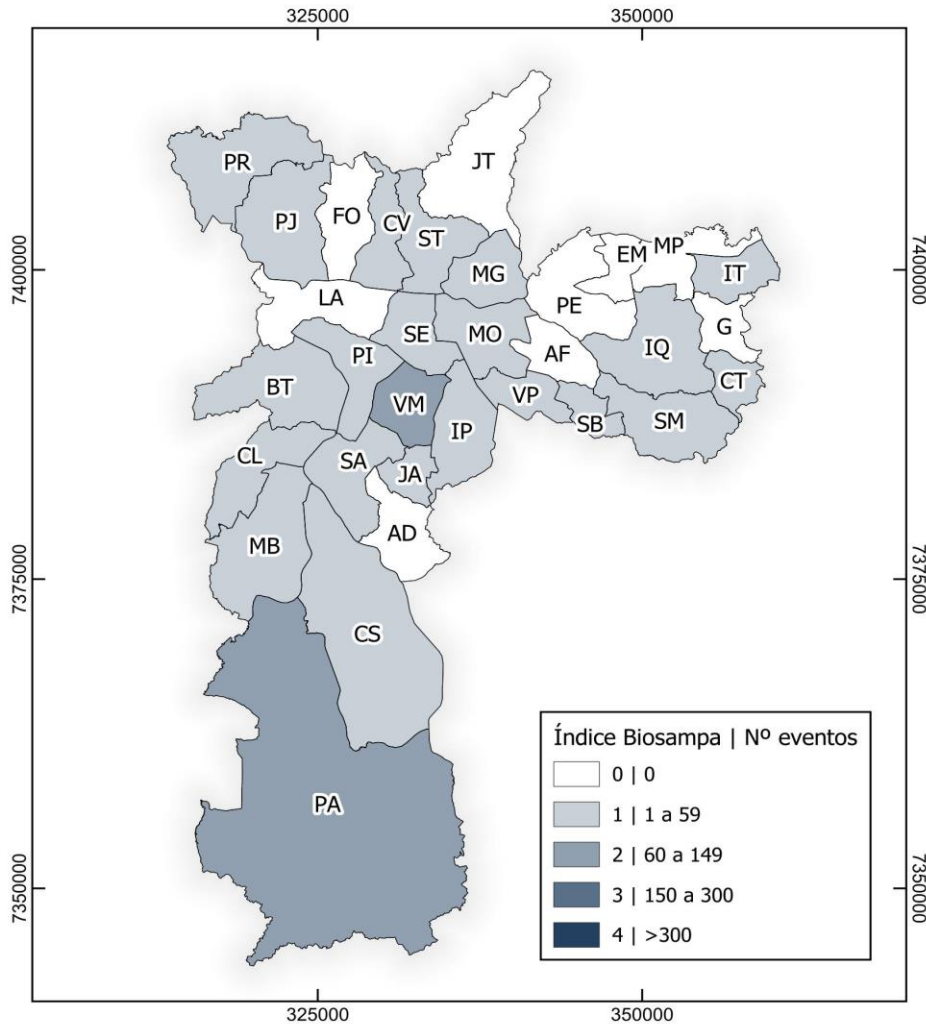 325000
350000
PR
JT
PJ
FO
CV
ST
MG
EM
MP
IT
7400000
7400000
LA
PE
SE
MO
G
PI
AF
IQ
BT
CT
VM
VP
IP
SB
SM
CL
SA
JA
AD
MB
7375000
7375000
CS
PA
Índice Biosampa | Nº eventos
0 | 0
1 | 1 a 59
2 | 60 a 149
3 | 150 a 300
4 | >300
7350000
7350000
325000
350000